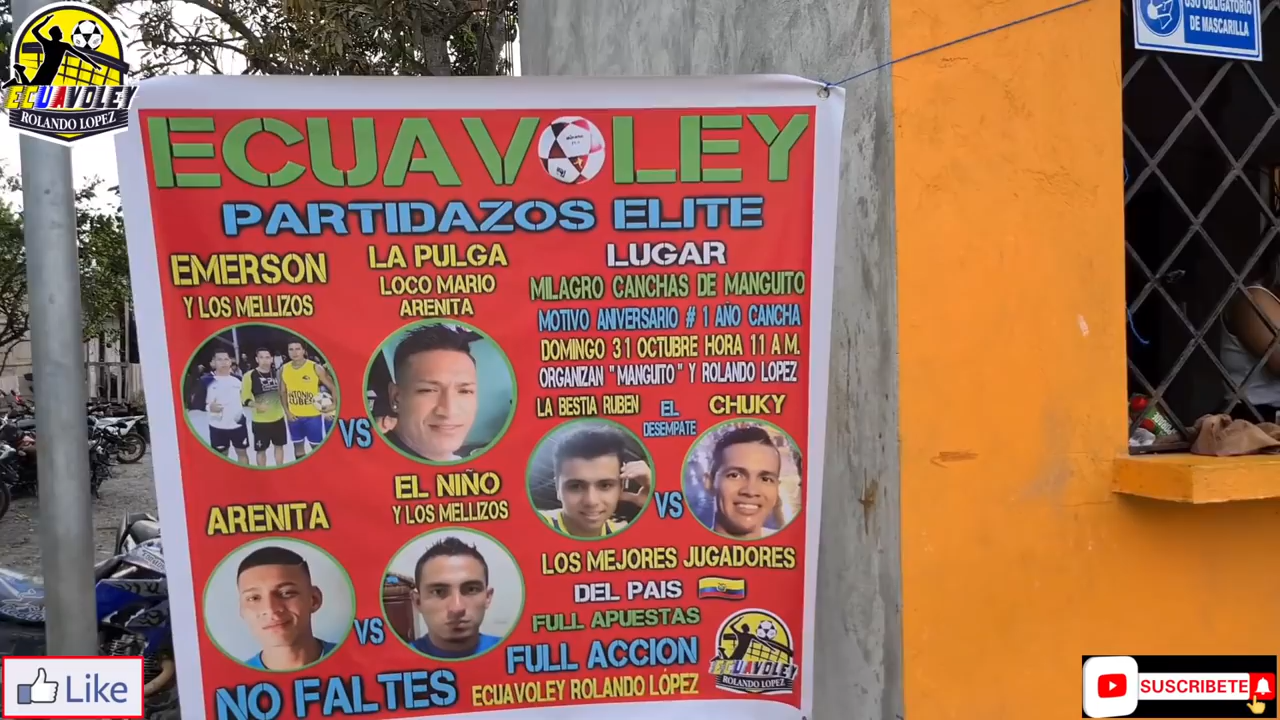 ECUAVOLEY
ROLANDO LOPEZ
USO OBLIGATORIO
DE MASCARILLA
ECUAVOLEY
PARTIDAZOS ELITE
EMERSON
Y LOS MELLIZOS
VS
LA PULGA
LOCO MARIO
ARENITA
LUGAR
MILAGRO CANCHAS DE MANGUITO
MOTIVO ANIVERSARIO # 1 AÑO CANCHA
DOMINGO 31 OCTUBRE HORA 11 A M.
ORGANIZAN "MANGUITO" Y ROLANDO LOPEZ
LA BESTIA RUBEN
EL
DESEMPATE
CHUKY
VS
ARENITA
VS
EL NIÑO
Y LOS MELLIZOS
LOS MEJORES JUGADORES
DEL PAIS
FULL APUESTAS
FULL ACCION
NO FALTES
ECUAVOLEY ROLANDO LÓPEZ
ECUAVOLEY
ROLANDO LOPEZ
Like
SUSCRIBETE